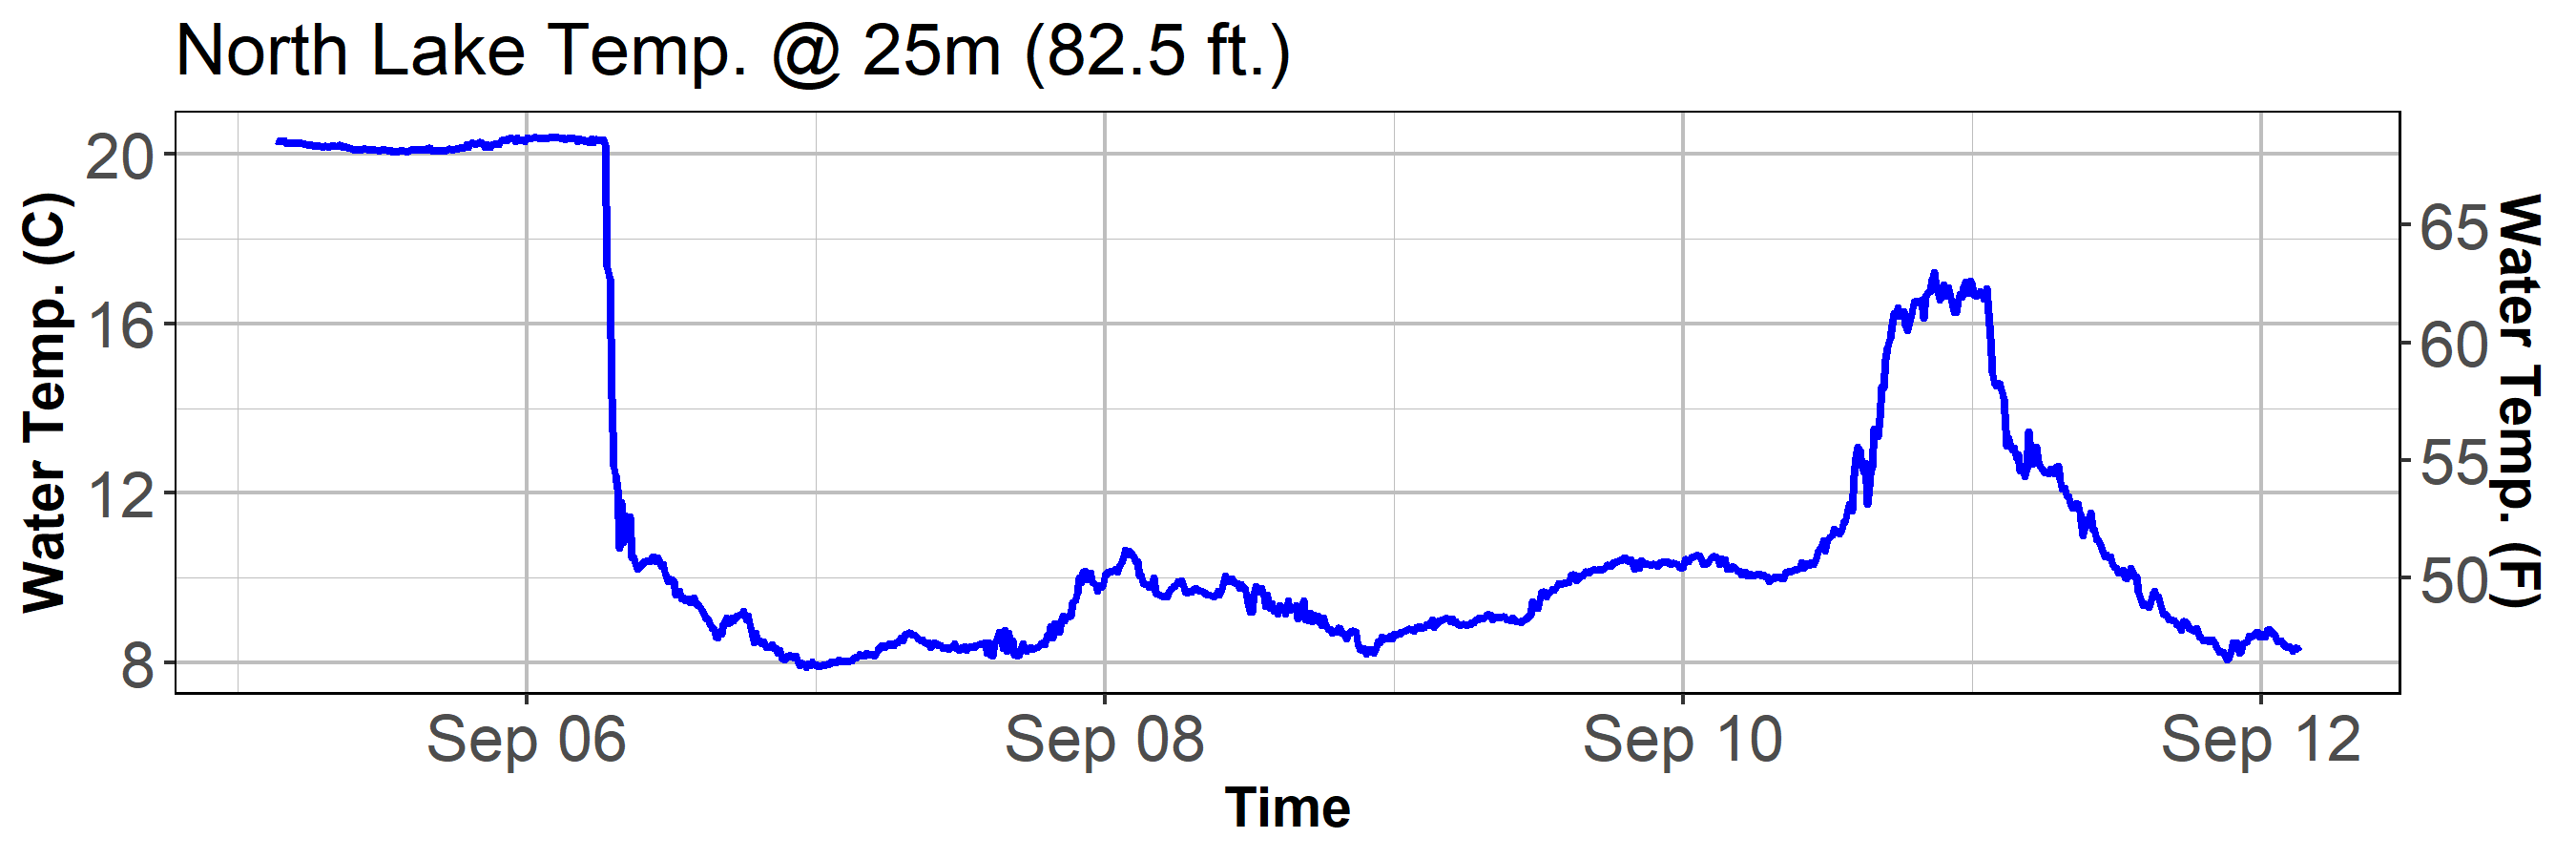 North Lake Temp. @ 25m (82.5 ft.)
Water Temp. (C)
20
16
12
8
65
60
55
50
Water Temp. (F)
Sep 06 Sep 08 Sep 10 Sep 12
Time